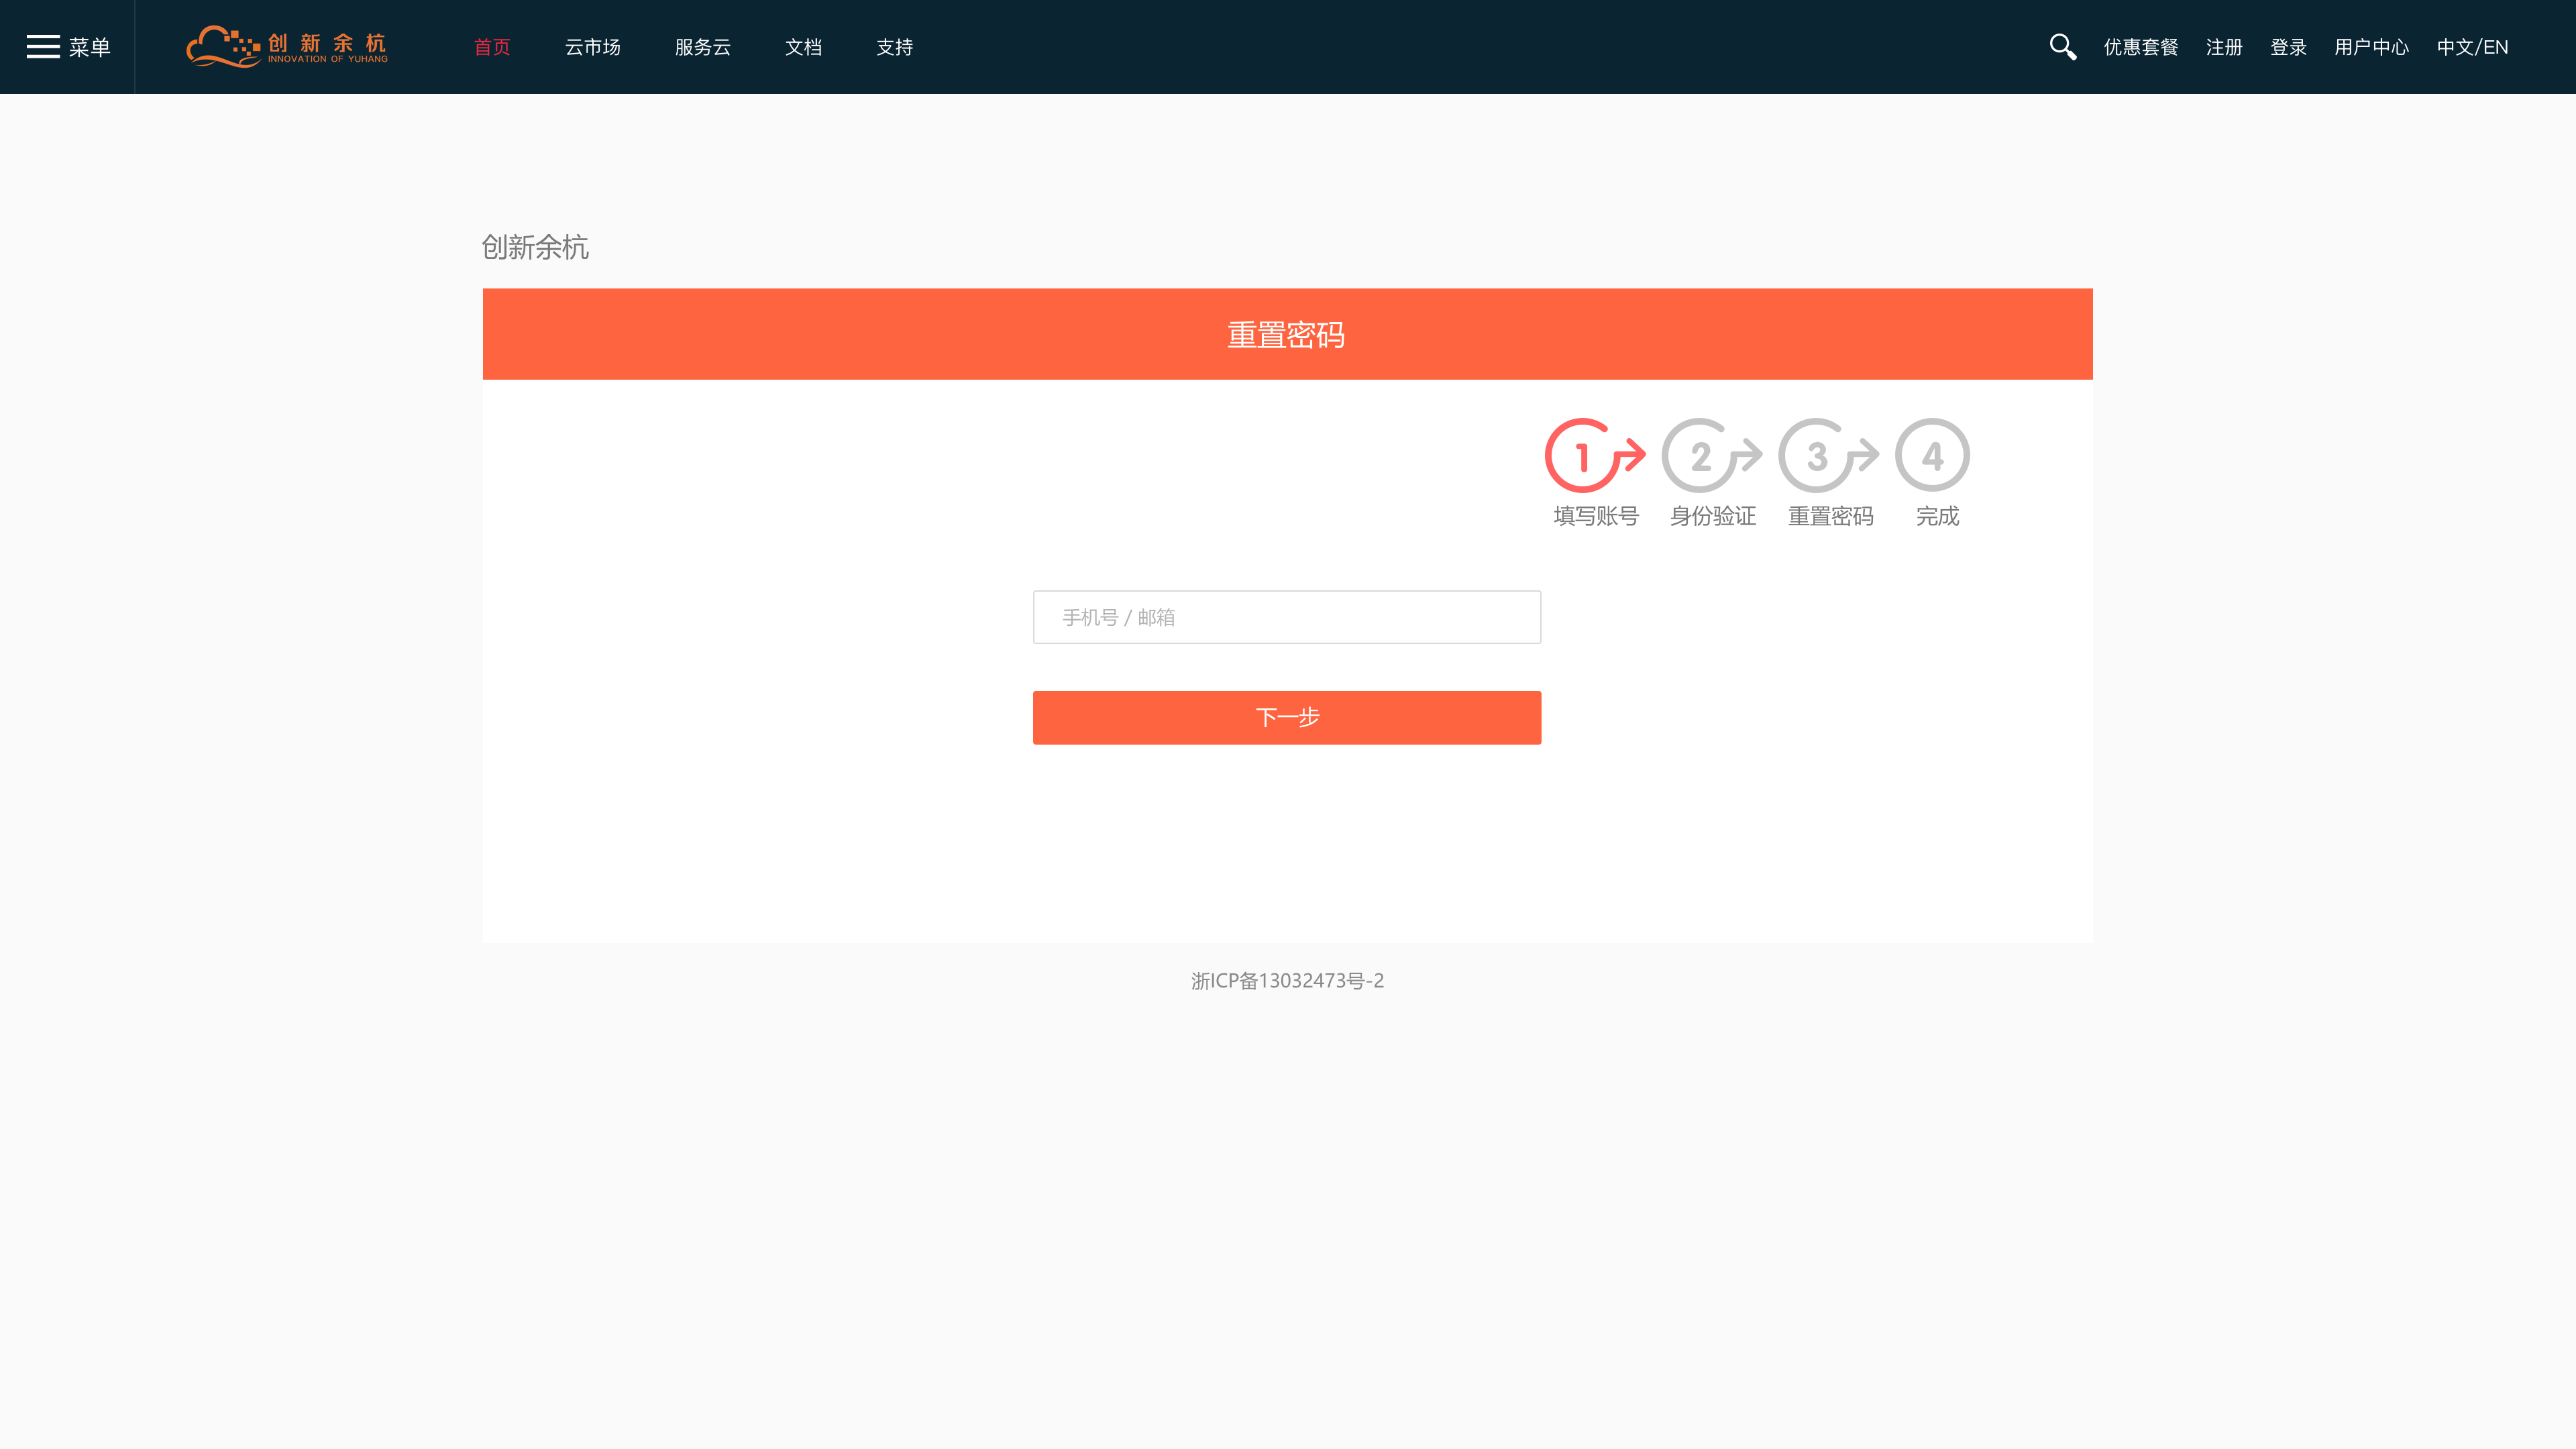 菜单
创新余杭
INNOVATION OF YUHANG
首页
云市场
服务云
文档
支持
优惠套餐
注册
登录
用户中心
中文/EN
创新余杭
重置密码
1
2
3
4
填写账号
身份验证
重置密码
完成
手机号 / 邮箱
下一步
浙ICP备13032473号-2